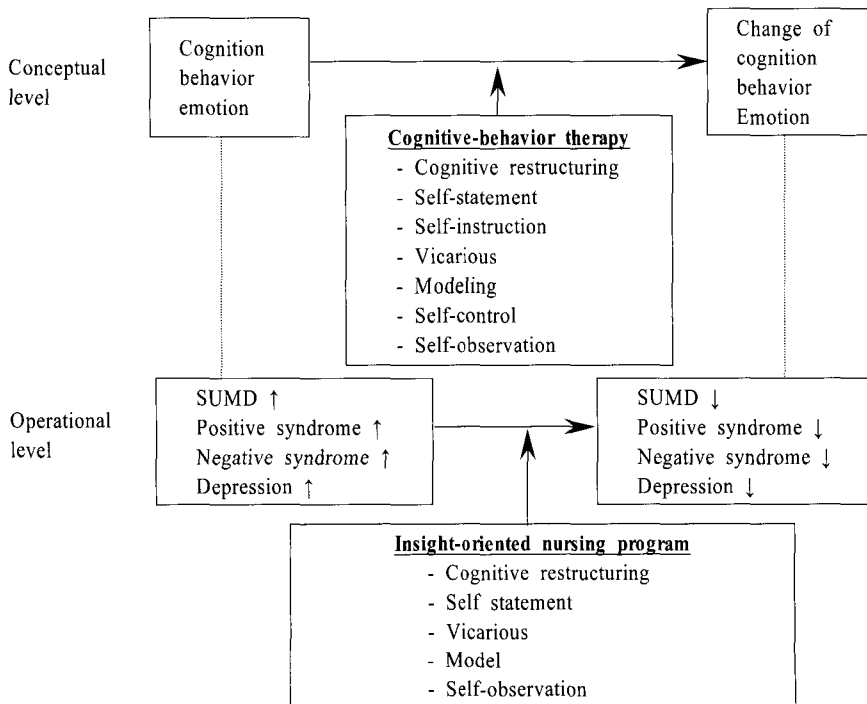 Conceptual
level
Cognition
behavior
emotion
Change of
cognition
behavior
Emotion
Cognitive-behavior therapy
- Cognitive restructuring
- Self-statement
- Self-instruction
- Vicarious
- Modeling
- Self-control
- Self-observation
Operational
level
SUMD ↑
Positive syndrome ↑
Negative syndrome ↑
Depression ↑
SUMD ↓
Positive syndrome ↓
Negative syndrome ↓
Depression ↓
Insight-oriented nursing program
- Cognitive restructuring
- Self statement
- Vicarious
- Model
- Self-observation